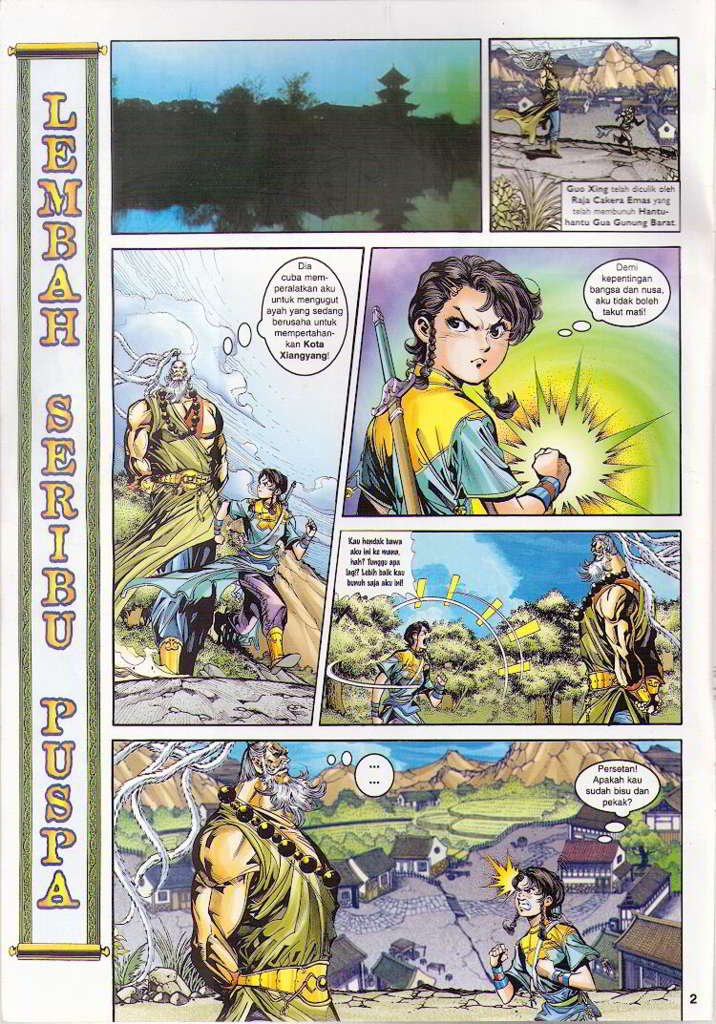 LEMBAH SERIBU PUSPA
Guo Xing telah diculik oleh
Raja Cakera Emas yang
telah membunuh Hantu-
hantu Gua Gunung Barat.
Dia
cuba mem-
peralatkan aku
untuk mengugut
ayah yang sedang
berusaha untuk
mempertahan-
kan Kota
Xiangyang!
Demi
kepentingan
bangsa dan nusa,
aku tidak boleh
takut mati!
Kau hendak bawa
aku ini ke mana,
hah? Tunggu apa
lagi? Lebih baik kau
bunuh saja aku ini!
...
...
Persetan!
Apakah kau
sudah bisu dan
pekak?
2